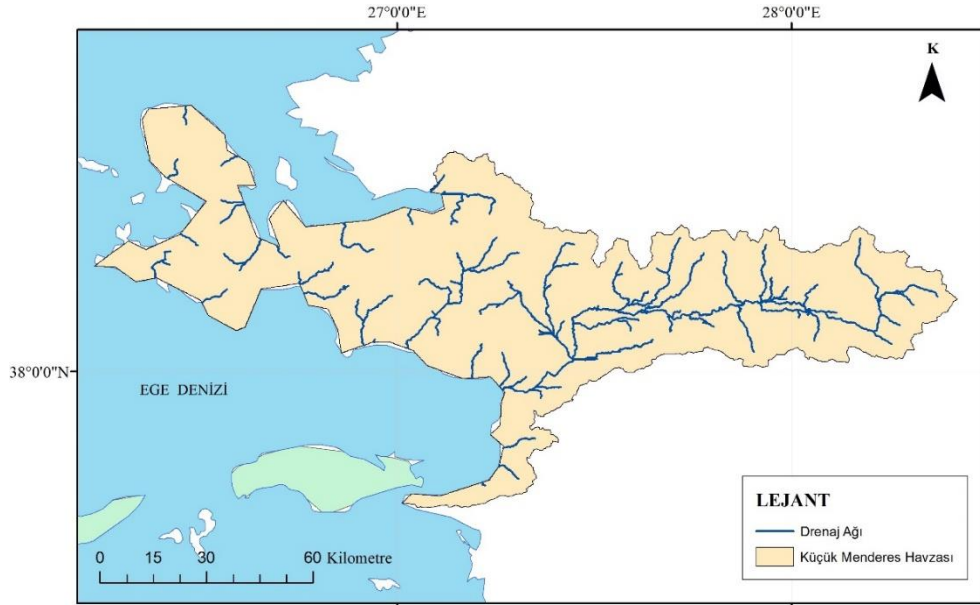 27°0'0"E
28°0'0"E
K
38°0'0"N
EGE DENİZİ
0 15 30 60 Kilometre
LEJANT
Drenaj Ağı
Küçük Menderes Havzası